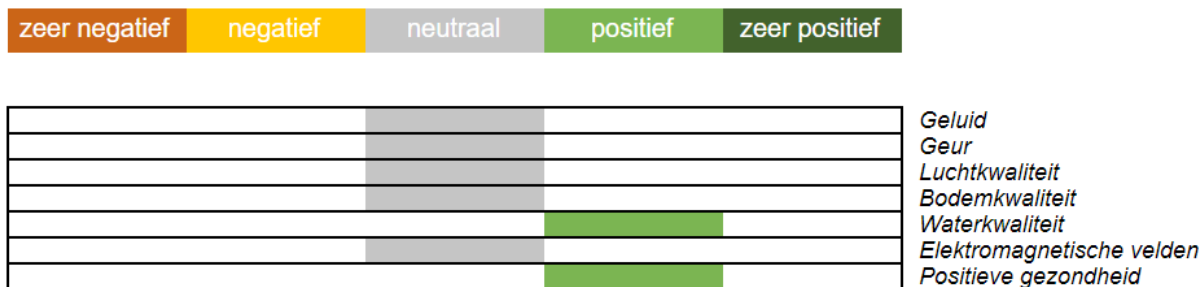 zeer negatief negatief neutraal positief zeer positief
Geluid
Geur
Luchtkwaliteit
Bodemkwaliteit
Waterkwaliteit
Elektromagnetische velden
Positieve gezondheid